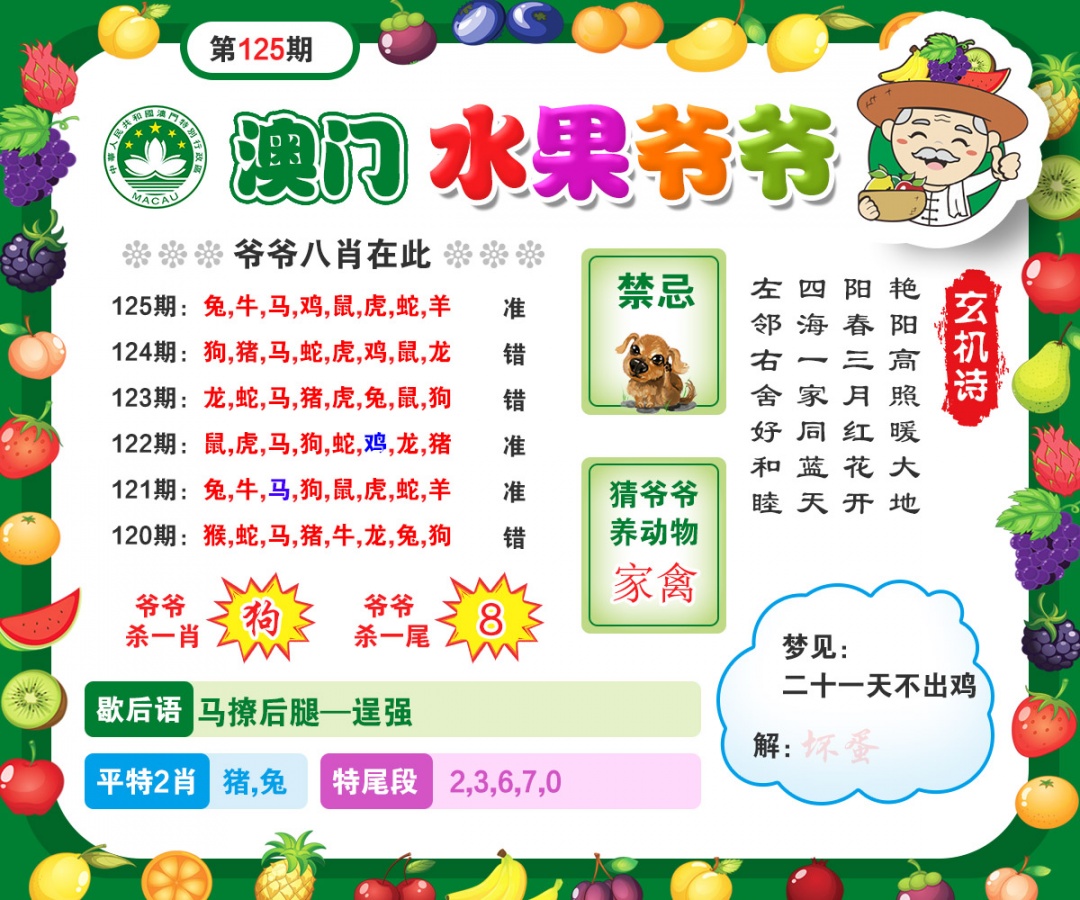 第125期
中華人民共和國澳門特別行政區
MACAU
澳门 水果爷爷
爷爷八肖在此
125期：兔,牛,马,鸡,鼠,虎,蛇,羊 准
124期：狗,猪,马,蛇,虎,鸡,鼠,龙 错
123期：龙,蛇,马,猪,虎,兔,鼠,狗 错
122期：鼠,虎,马,狗,蛇,鸡,龙,猪 准
121期：兔,牛,马,狗,鼠,虎,蛇,羊 准
120期：猴,蛇,马,猪,牛,龙,兔,狗 错
爷爷
杀一肖
狗
爷爷
杀一尾
8
禁忌
猜爷爷
养动物
家禽
玄机诗
艳阳高照暖大地
阳春三月红花开
四海一家同蓝天
左邻右舍好和睦
梦见：
二十一天不出鸡
解：坏蛋
歇后语 马撩后腿—逞强
平特2肖 猪,兔
特尾段 2,3,6,7,0